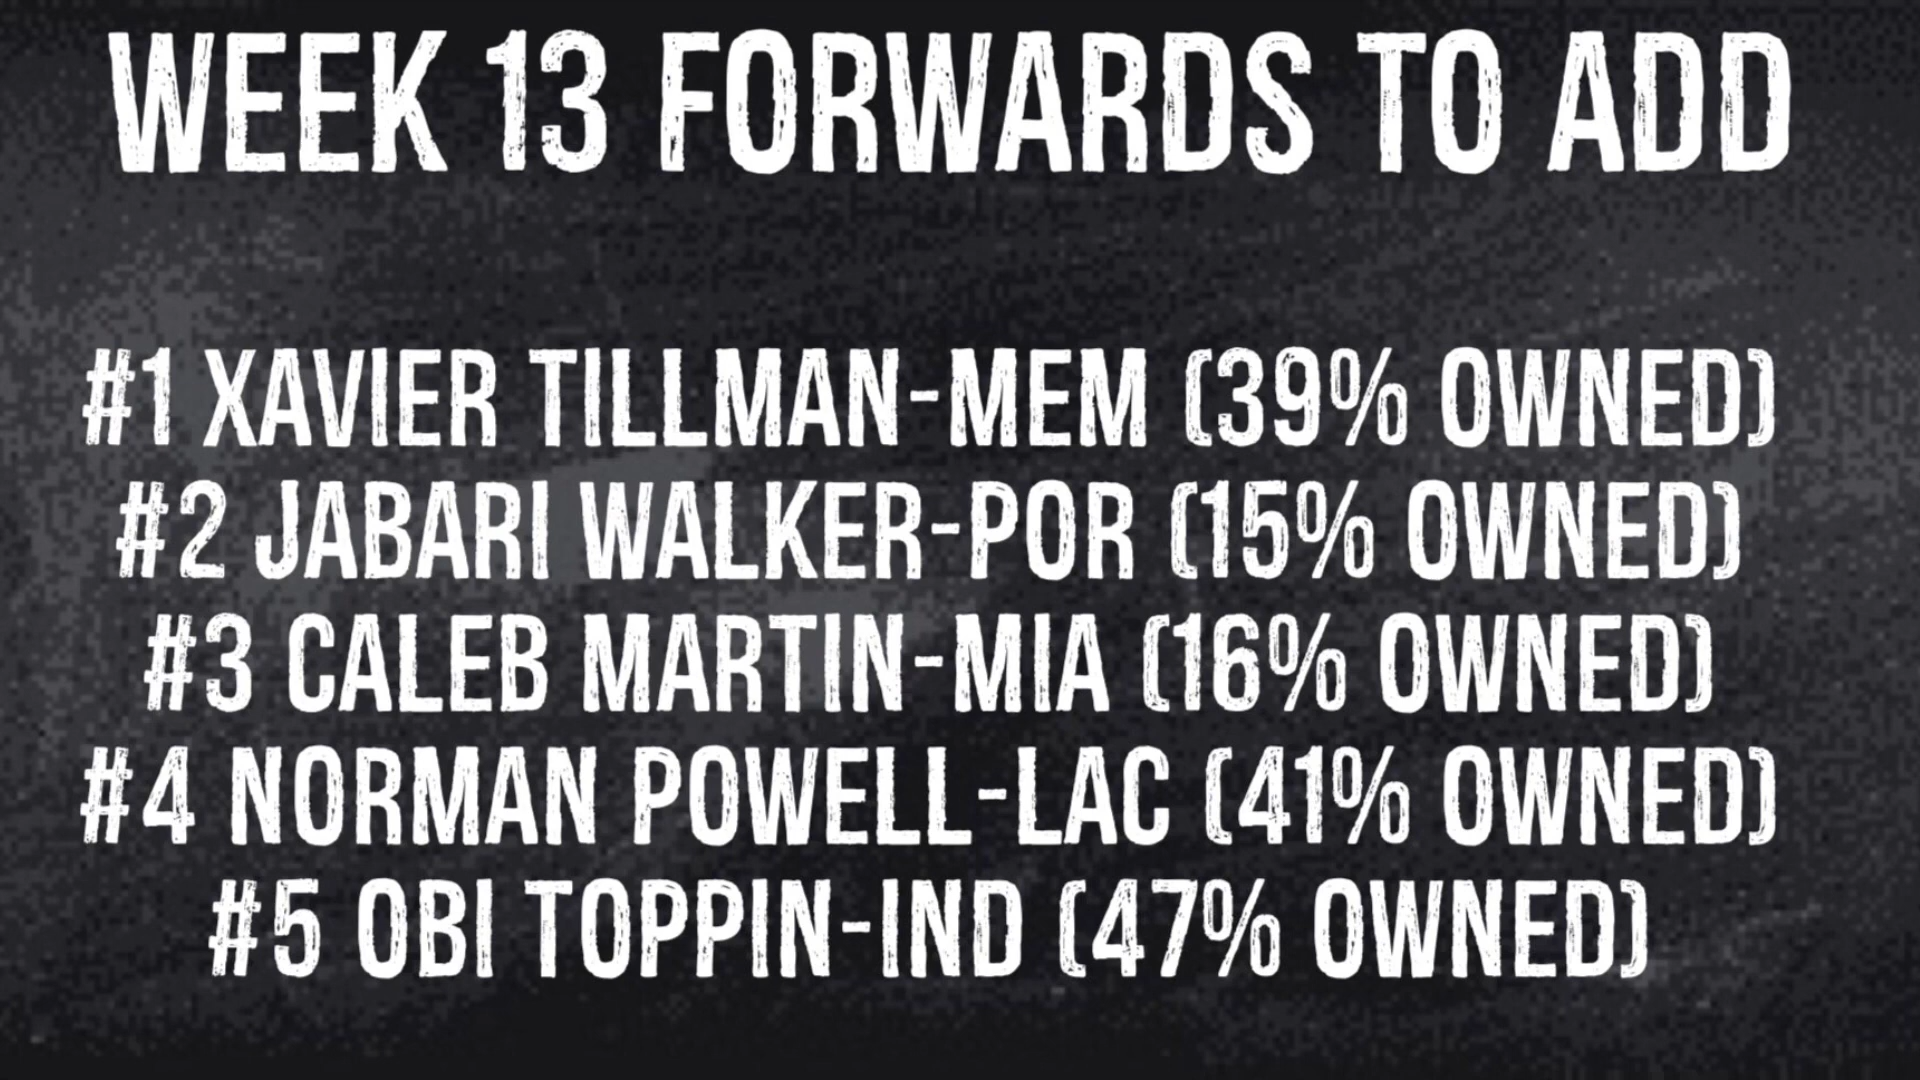 WEEK 13 FORWARDS TO ADD
#1 XAVIER TILLMAN-MEM (39% OWNED)
#2 JABARI WALKER-POR (15% OWNED)
#3 CALEB MARTIN-MIA (16% OWNED)
#4 NORMAN POWELL-LAC (41% OWNED)
#5 OBI TOPPIN-IND (47% OWNED)